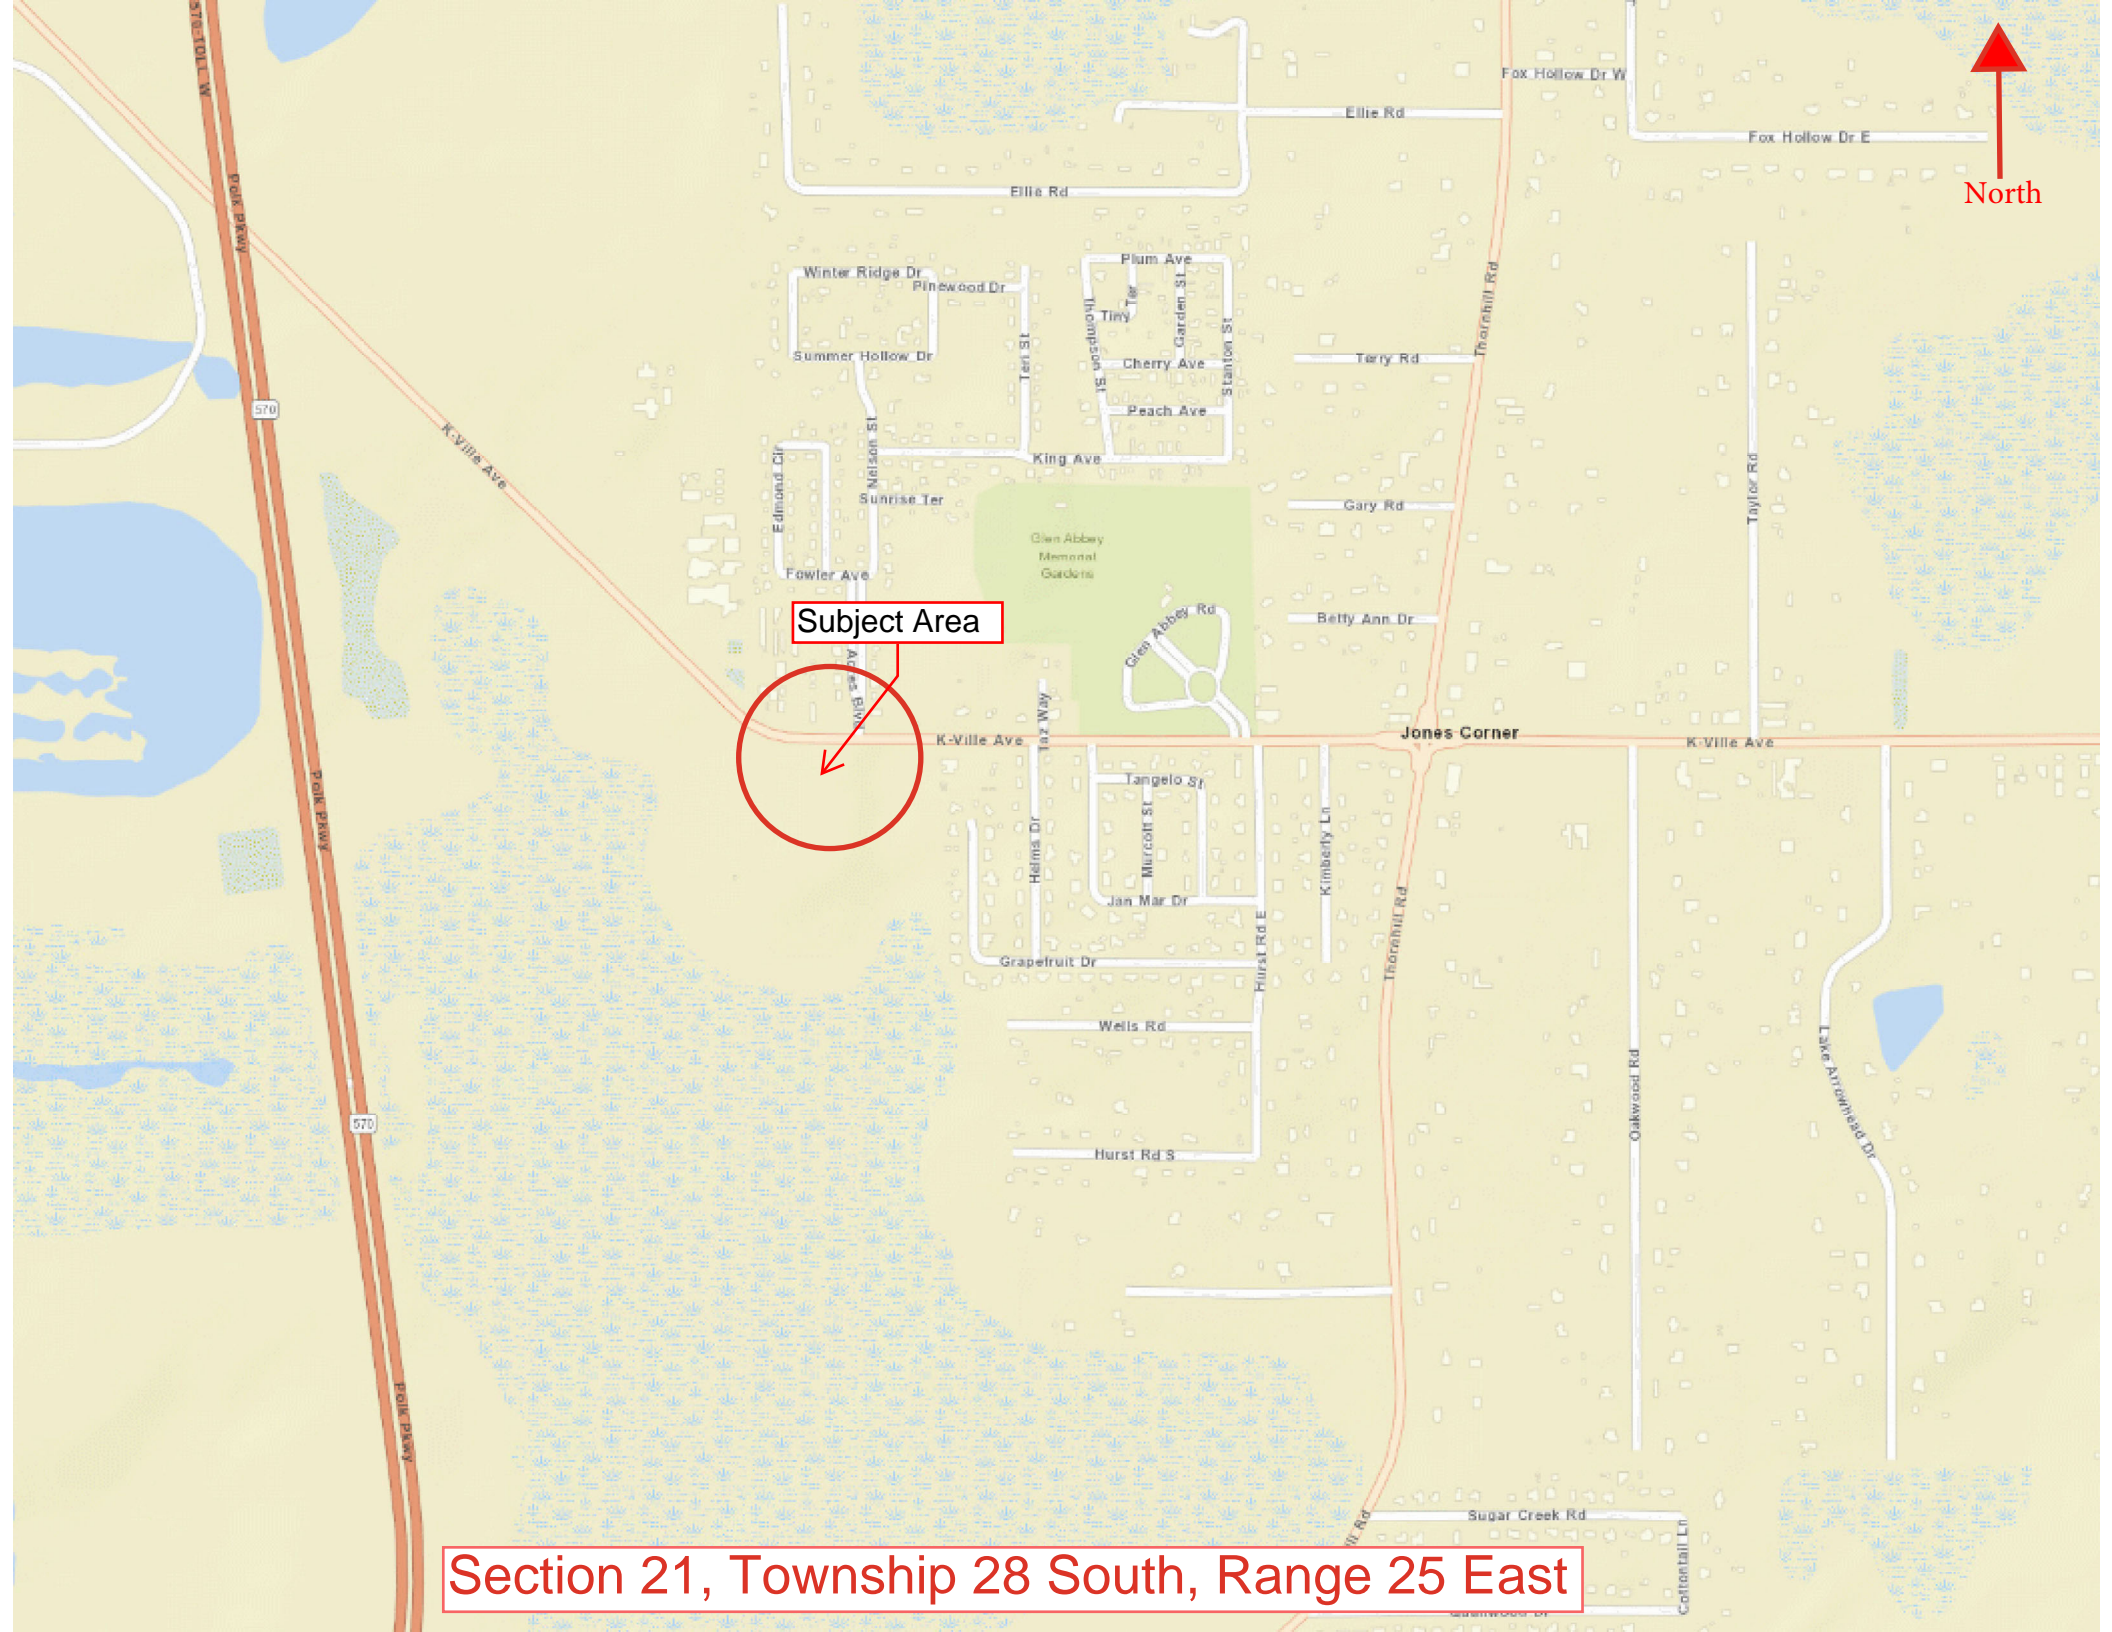 570 TOLL W
Fox Hollow Dr W
Ellie Rd
Fox Hollow Dr E
Ellie Rd
North
Polk Pkwy
Plum Ave
Winter Ridge Dr
Pinewood Dr
Ter
Tiny
Garden St
Thompson St
Stanton St
Thornhill Rd
Summer Hollow Dr
Teri St
Cherry Ave
Terry Rd
Peach Ave
570
K-Ville Ave
Nelson St
King Ave
Edmond Cir
Sunrise Ter
Gary Rd
Taylor Rd
Glen Abbey
Memorial
Gardens
Fowler Ave
Subject Area
Glen Abbey Rd
Betty Ann Dr
Acres Blvd
Taz Way
K-Ville Ave
Jones Corner
K-Ville Ave
Polk Pkwy
Tangelo St
Helms Dr
Murcott St
Kimberly Ln
Jan Mar Dr
Thornhill Rd
Hurst Rd E
Grapefruit Dr
Wells Rd
570
Oakwood Rd
Lake Arrowhead Dr
Hurst Rd S
Polk Pkwy
Sugar Creek Rd
Cottontail Ln
Section 21, Township 28 South, Range 25 East